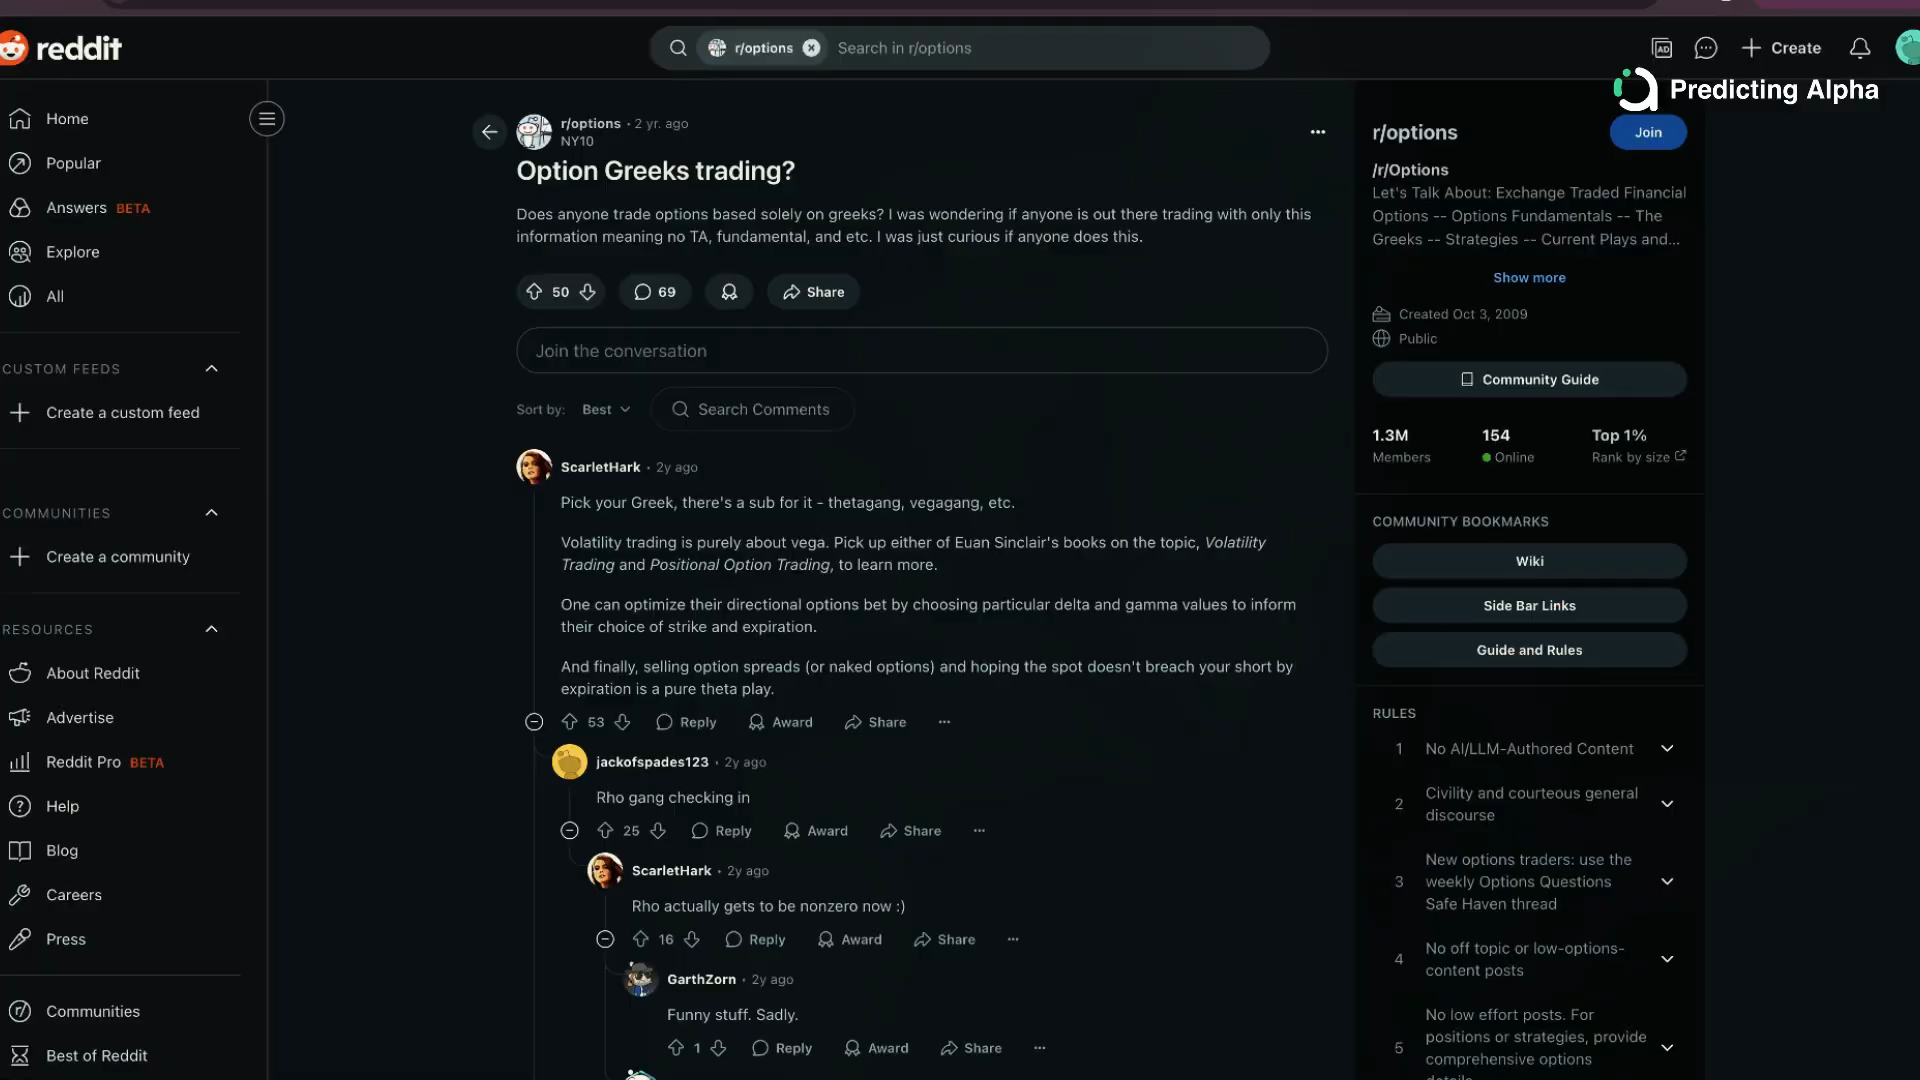 reddit
r/options
Search in r/options
Create
Predicting Alpha
Home
Popular
Answers BETA
Explore
All
CUSTOM FEEDS
Create a custom feed
COMMUNITIES
Create a community
RESOURCES
About Reddit
Advertise
Reddit Pro BETA
Help
Blog
Careers
Press
Communities
Best of Reddit
r/options · 2 yr. ago
NY10
Option Greeks trading?
Does anyone trade options based solely on greeks? I was wondering if anyone is out there trading with only this
information meaning no TA, fundamental, and etc. I was just curious if anyone does this.
50
69
Share
Join the conversation
Sort by: Best
Search Comments
ScarletHark · 2y ago
Pick your Greek, there's a sub for it - thetagang, vegagang, etc.
Volatility trading is purely about vega. Pick up either of Euan Sinclair's books on the topic, Volatility
Trading and Positional Option Trading, to learn more.
One can optimize their directional options bet by choosing particular delta and gamma values to inform
their choice of strike and expiration.
And finally, selling option spreads (or naked options) and hoping the spot doesn't breach your short by
expiration is a pure theta play.
53 Reply Award Share
jackofspades123 · 2y ago
Rho gang checking in
25 Reply Award Share
ScarletHark · 2y ago
Rho actually gets to be nonzero now :)
16 Reply Award Share
GarthZorn · 2y ago
Funny stuff. Sadly.
1 Reply Award Share
r/options
Join
/r/Options
Let's Talk About: Exchange Traded Financial
Options -- Options Fundamentals -- The
Greeks -- Strategies -- Current Plays and...
Show more
Created Oct 3, 2009
Public
Community Guide
1.3M 154 Top 1%
Members Online Rank by size
COMMUNITY BOOKMARKS
Wiki
Side Bar Links
Guide and Rules
RULES
1 No AI/LLM-Authored Content
2 Civility and courteous general
discourse
3 New options traders: use the
weekly Options Questions
Safe Haven thread
4 No off topic or low-options-
content posts
5 No low effort posts. For
positions or strategies, provide
comprehensive options